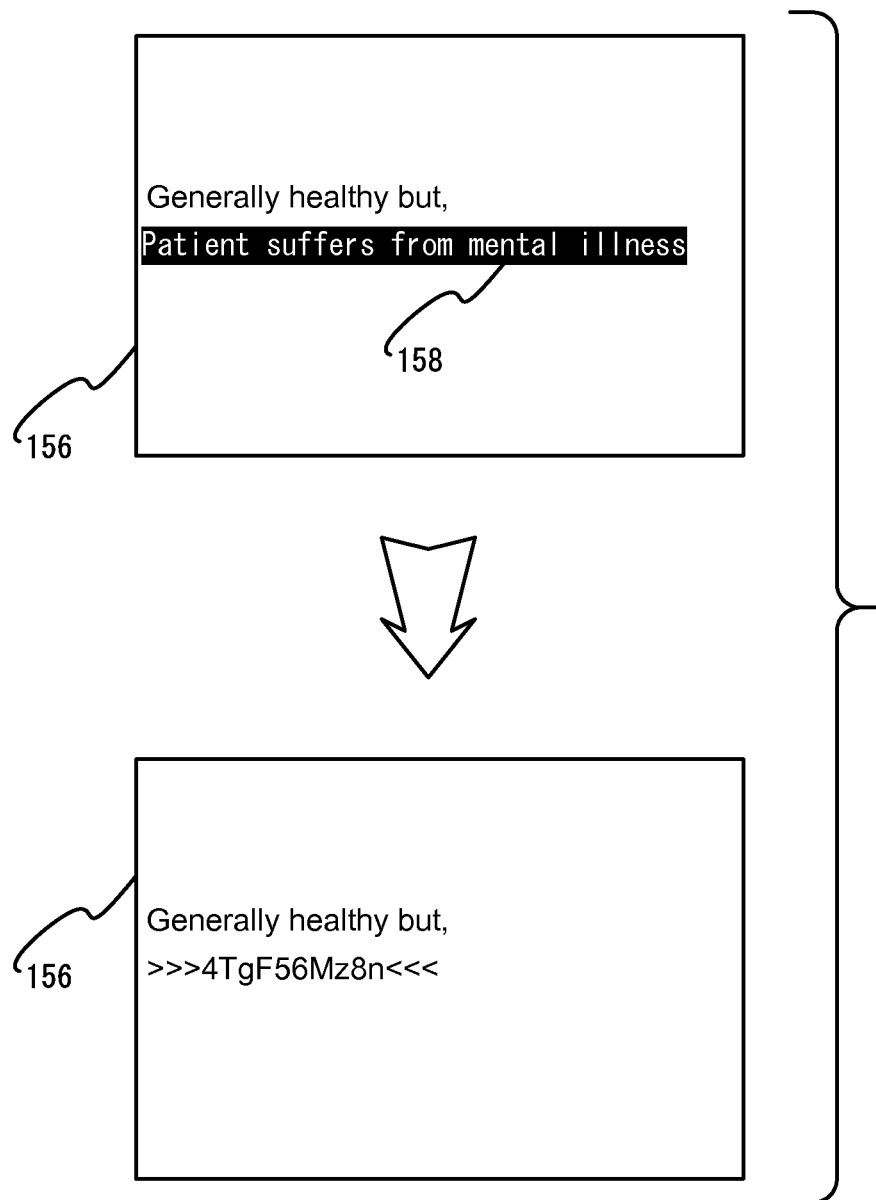 Generally healthy but,
Patient suffers from mental illness
158
156
Generally healthy but,
>>>4TgF56Mz8n<<<
156